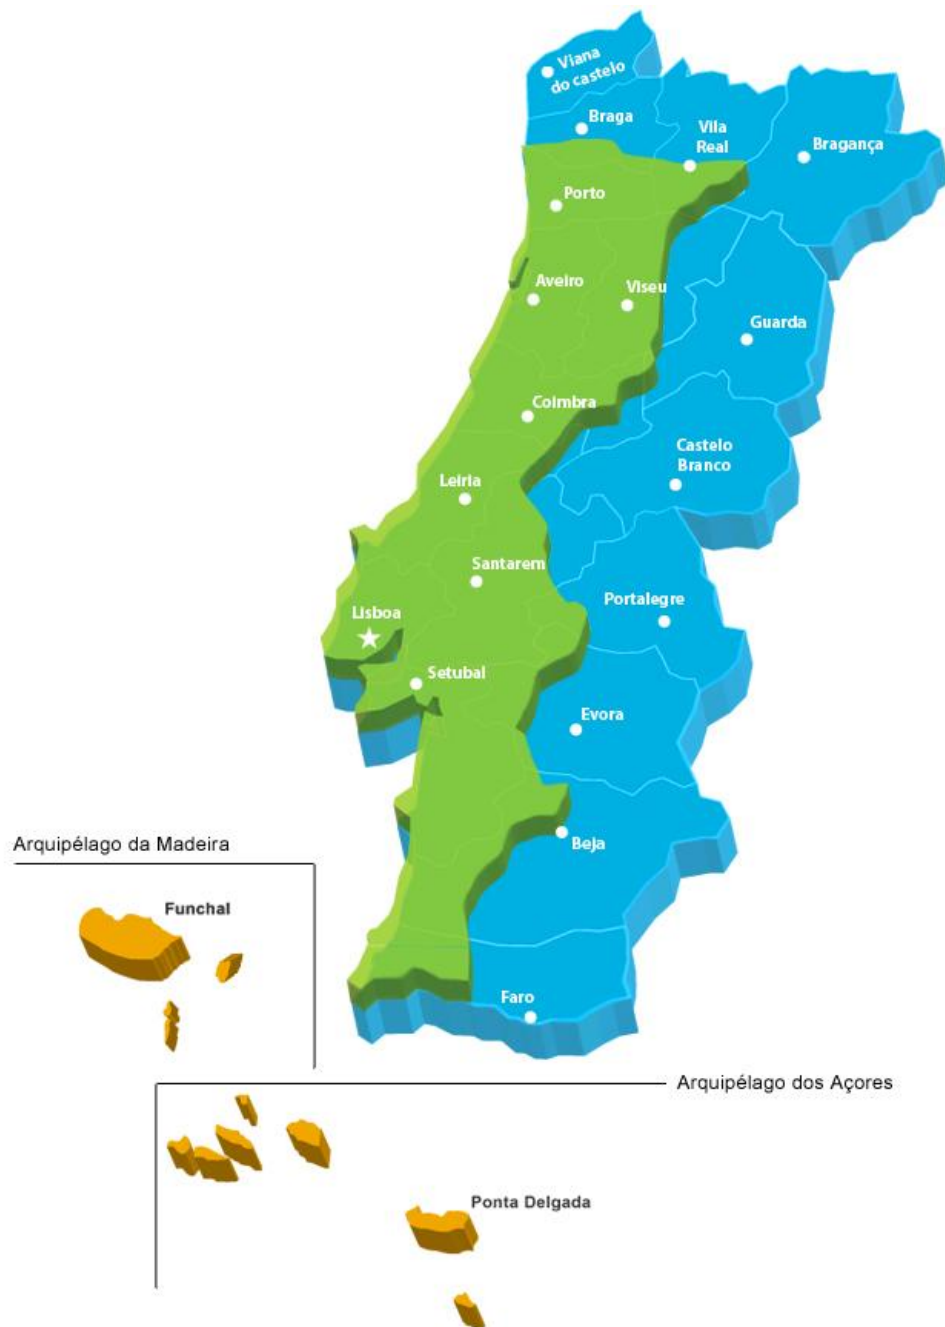 Viana
do castelo
Braga
Vila
Real
Bragança
Porto
Aveiro
Viseu
Guarda
Coimbra
Castelo
Branco
Leiria
Santarem
Portalegre
Lisboa
Setubal
Evora
Beja
Arquipélago da Madeira
Funchal
Faro
Arquipélago dos Açores
Ponta Delgada